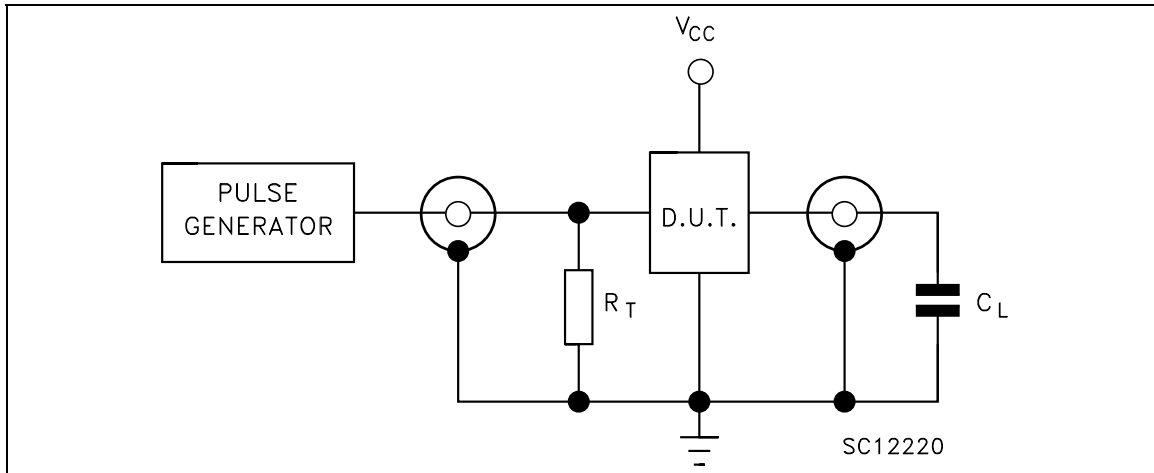 VCC
PULSE
GENERATOR
D.U.T.
RT
CL
SC12220